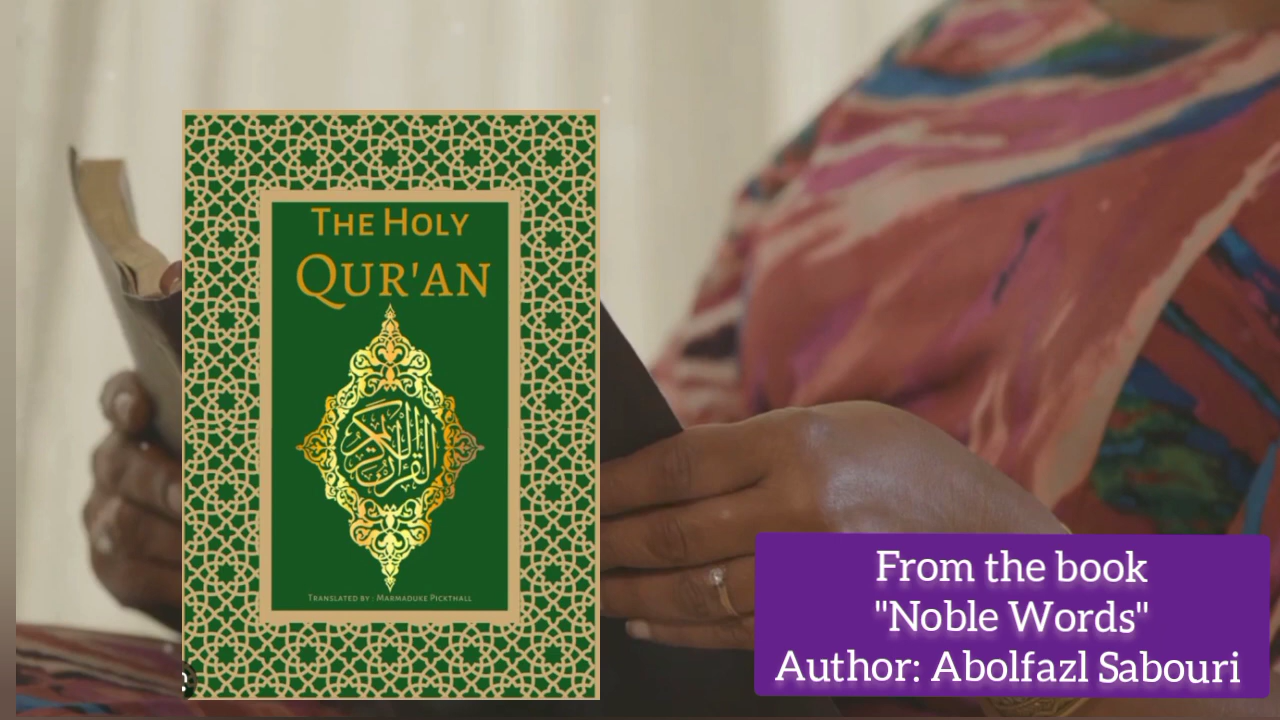 The Holy
Qur'an
القرآن الكريم
Translated by : Marmaduke Pickthall
From the book
"Noble Words"
Author: Abolfazl Sabouri